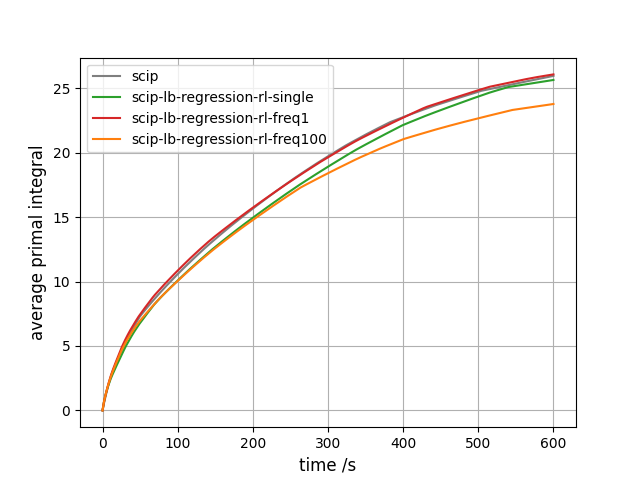 scip
scip-lb-regression-rl-single
scip-lb-regression-rl-freq1
scip-lb-regression-rl-freq100
average primal integral
25
20
15
10
5
0
0 100 200 300 400 500 600
time /s